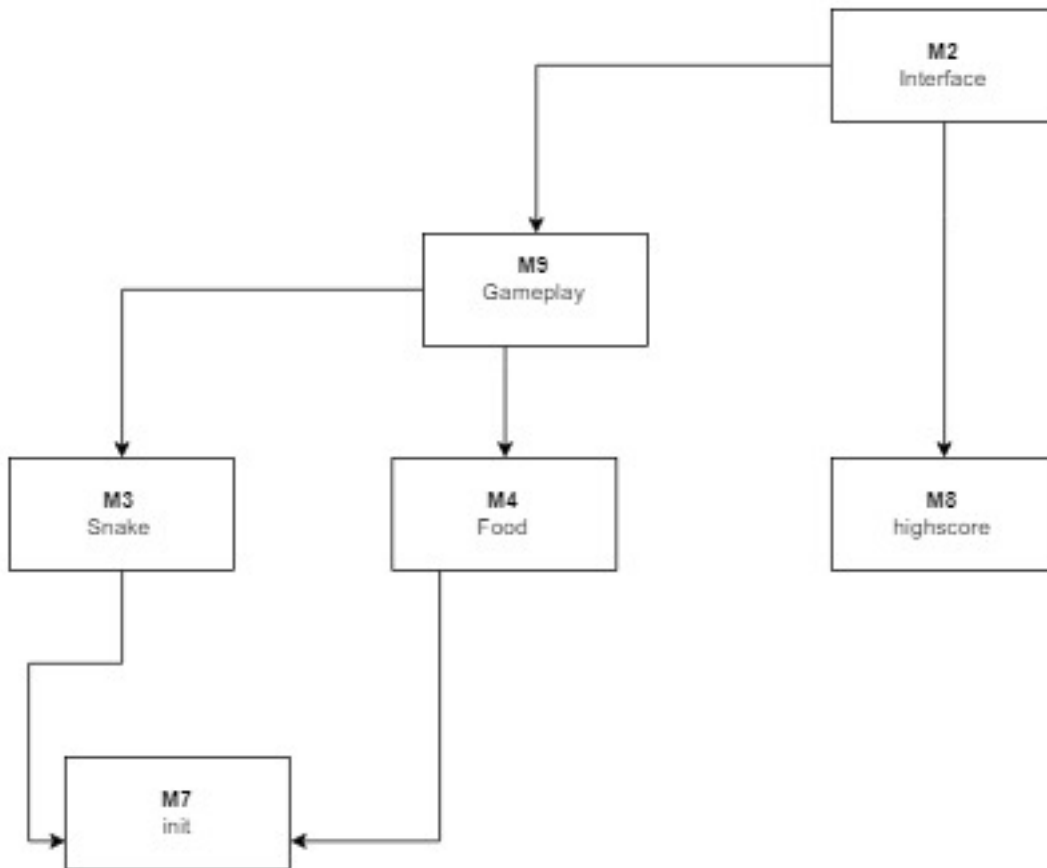 M2
Interface
M9
Gameplay
M3
Snake
M4
Food
M8
highscore
M7
init